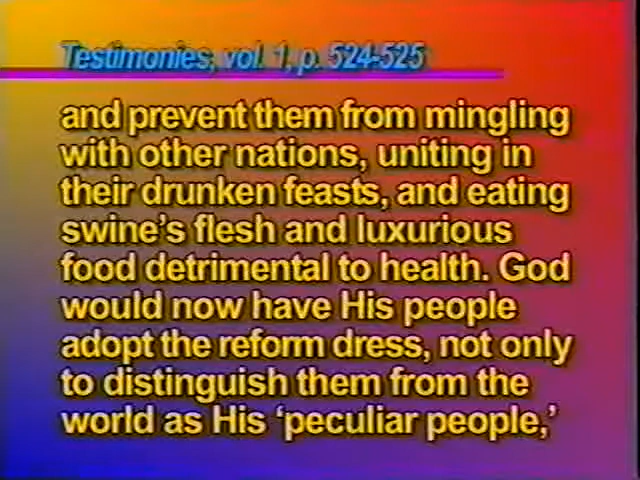 Testimonies, vol. 1, p. 524-525
and prevent them from mingling
with other nations, uniting in
their drunken feasts, and eating
swine's flesh and luxurious
food detrimental to health. God
would now have His people
adopt the reform dress, not only
to distinguish them from the
world as His ‘peculiar people,’